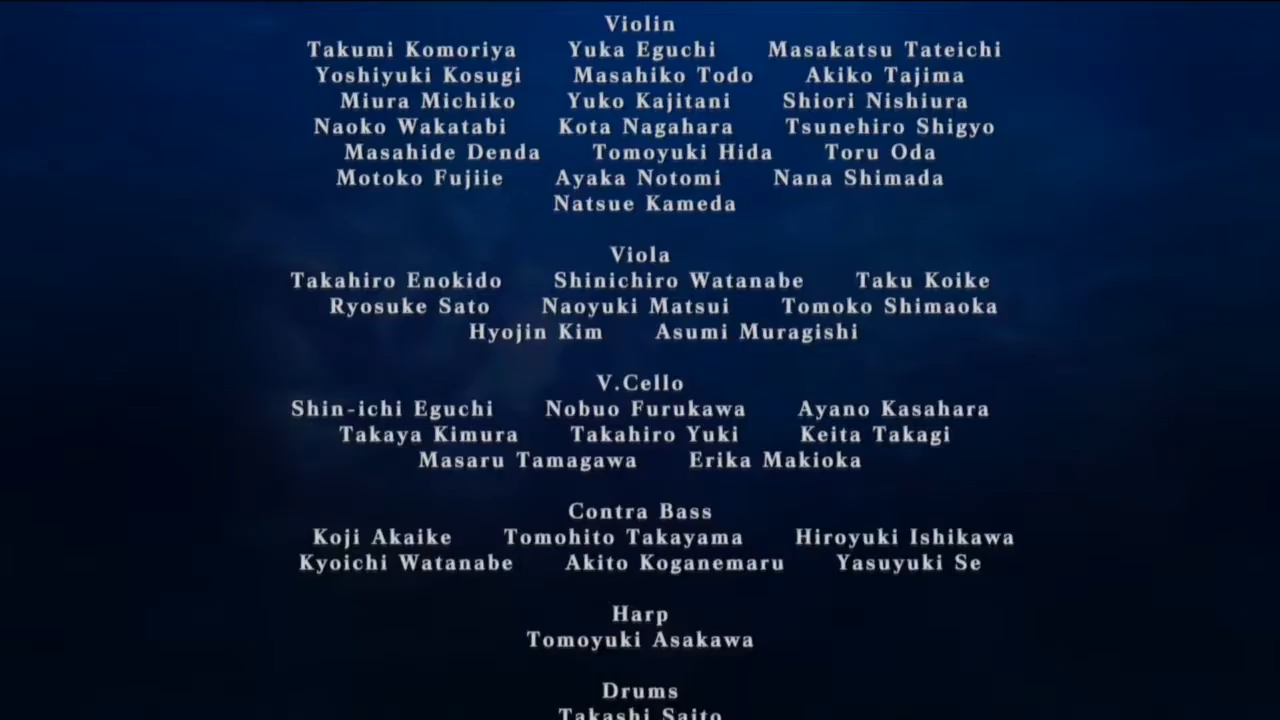 Violin
Takumi Komoriya Yuka Eguchi Masakatsu Tateichi
Yoshiyuki Kosugi Masahiko Todo Akiko Tajima
Miura Michiko Yuko Kajitani Shiori Nishiura
Naoko Wakatabi Kota Nagahara Tsunehiro Shigyo
Masahide Denda Tomoyuki Hida Toru Oda
Motoko Fujiie Ayaka Notomi Nana Shimada
Natsue Kameda
Viola
Takahiro Enokido Shinichiro Watanabe Taku Koike
Ryosuke Sato Naoyuki Matsui Tomoko Shimaoka
Hyojin Kim Asumi Muragishi
V.Cello
Shin-ichi Eguchi Nobuo Furukawa Ayano Kasahara
Takaya Kimura Takahiro Yuki Keita Takagi
Masaru Tamagawa Erika Makioka
Contra Bass
Koji Akaike Tomohito Takayama Hiroyuki Ishikawa
Kyoichi Watanabe Akito Koganemaru Yasuyuki Se
Harp
Tomoyuki Asakawa
Drums
Takashi Saito